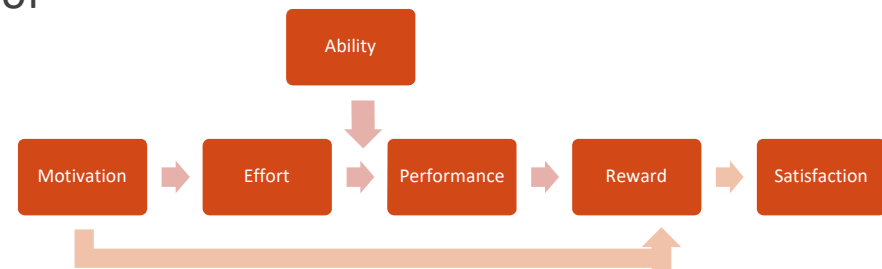 Ability
Motivation
Effort
Performance
Reward
Satisfaction